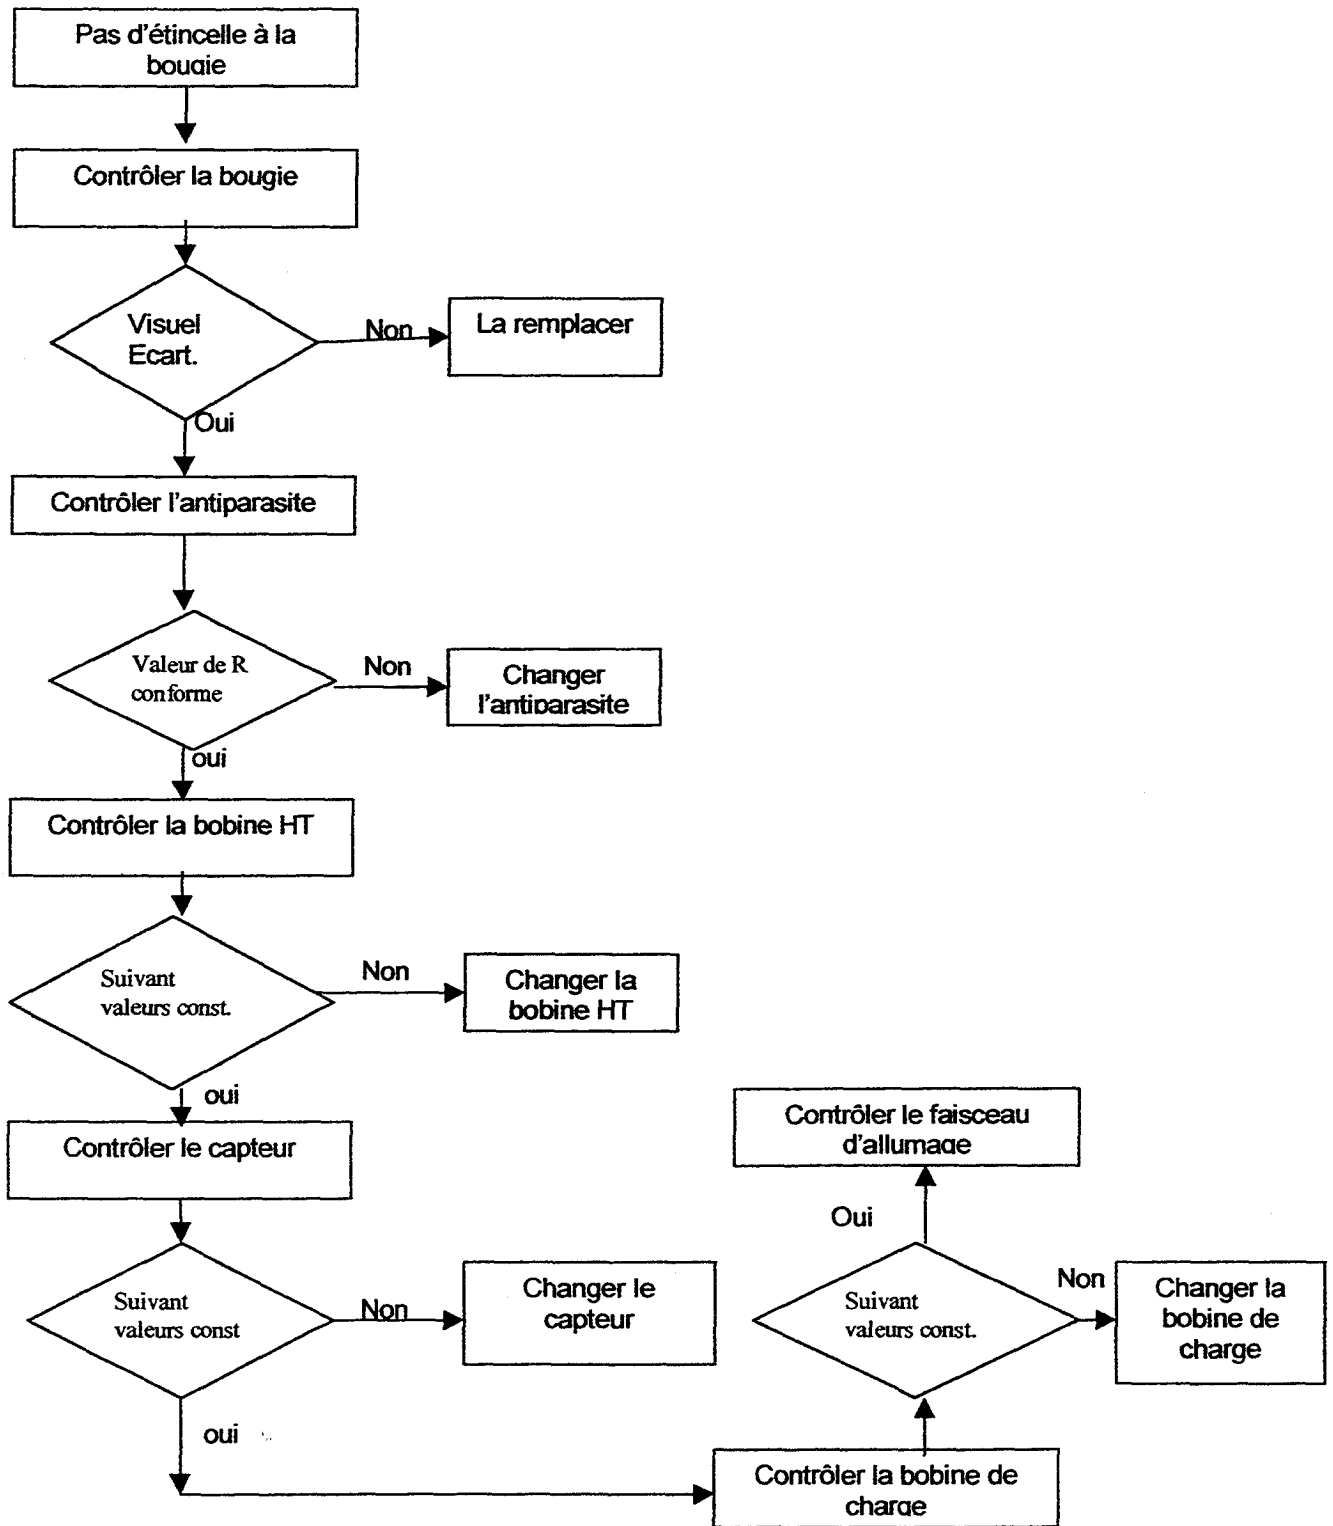 Pas d'étincelle à la
bougie
Contrôler la bougie
Visuel
Ecart.
Non
La remplacer
Oui
Contrôler l'antiparasite
Valeur de R
conforme
Non
Changer
l'antiparasite
oui
Contrôler la bobine HT
Suivant
valeurs const.
Non
Changer la
bobine HT
oui
Contrôler le capteur
Suivant
valeurs const
Non
Changer le
capteur
oui
Contrôler la bobine de
charge
Suivant
valeurs const.
Non
Changer la
bobine de
charge
Oui
Contrôler le faisceau
d'allumage